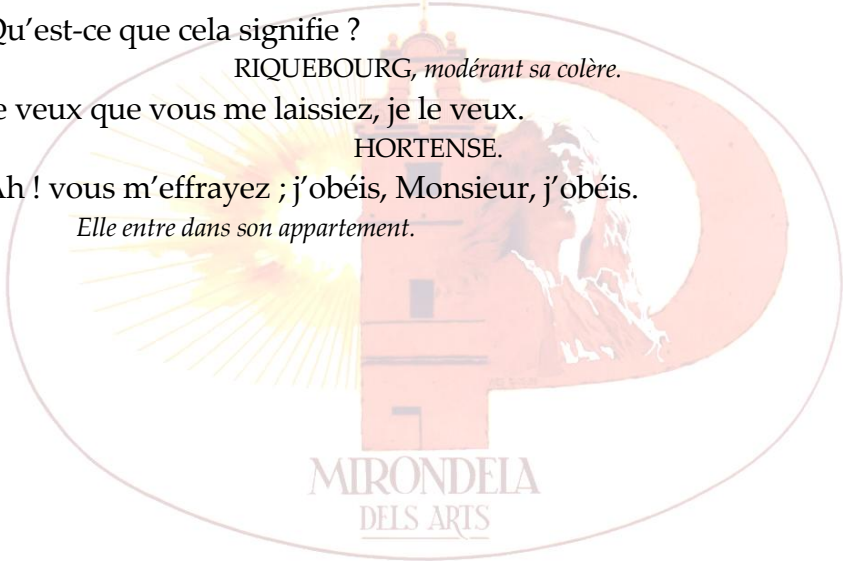 Qu’est-ce que cela signifie ?
RIQUEBOURG, modérant sa colère.
e veux que vous me laissiez, je le veux.
HORTENSE.
Ah ! vous m’effrayez ; j’obéis, Monsieur, j’obéis.
Elle entre dans son appartement.
MIRONDELA
DELS ARTS